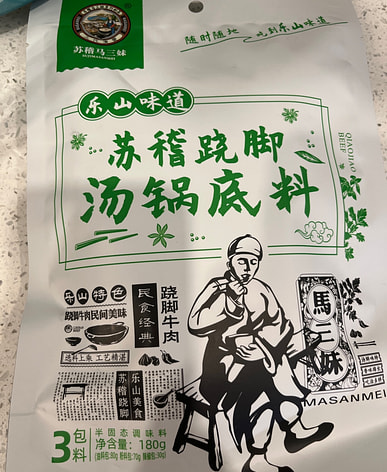 苏稽马三妹
SUJIMASANMEI
随时随地 吃到乐山味道
乐山味道
苏稽跷脚
汤锅底料
QIAOJIAO
BEEF
乐山特色
跷脚牛肉民间美味
选料上乘 工艺精湛
民食经典
跷脚牛肉
乐山美食
苏稽跷脚
馬三妹
MASANMEI
3包料
半固态调味料
净含量:180g